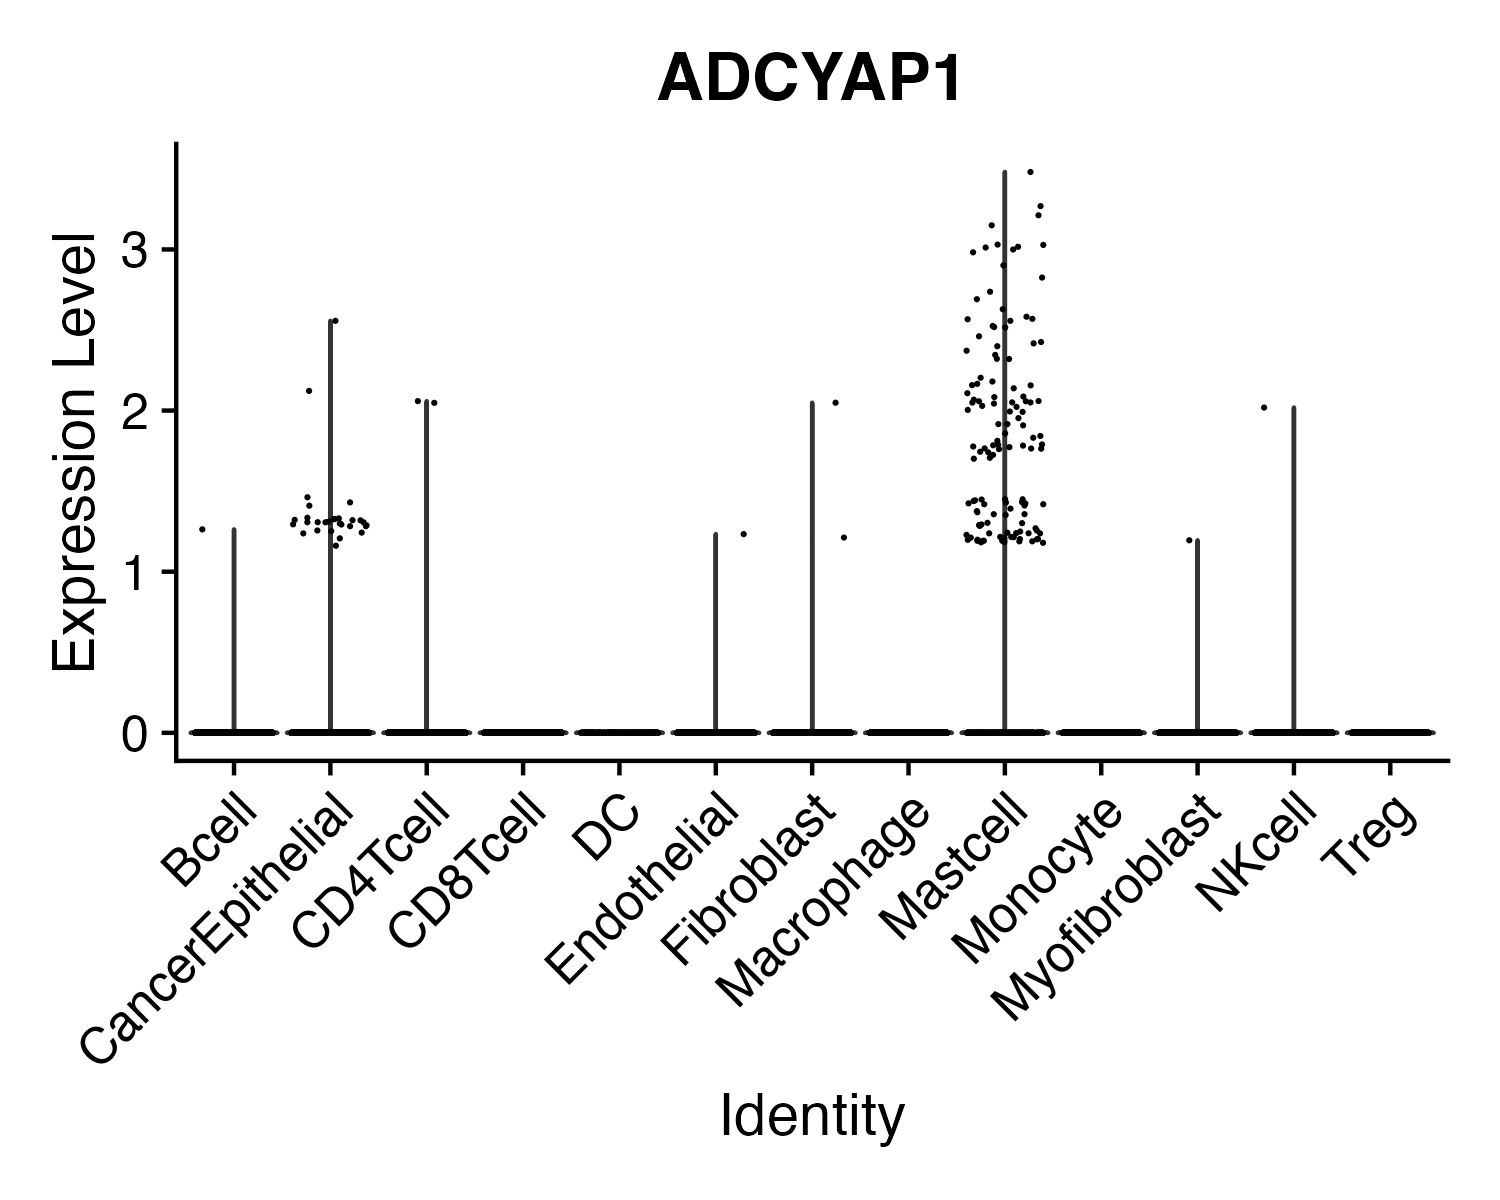 ADCYAP1
Expression Level
3
2
1
0
Bcell
CancerEpithelial
CD4Tcell
CD8Tcell
DC
Endothelial
Fibroblast
Macrophage
Mastcell
Monocyte
Myofibroblast
NKcell
Treg
Identity